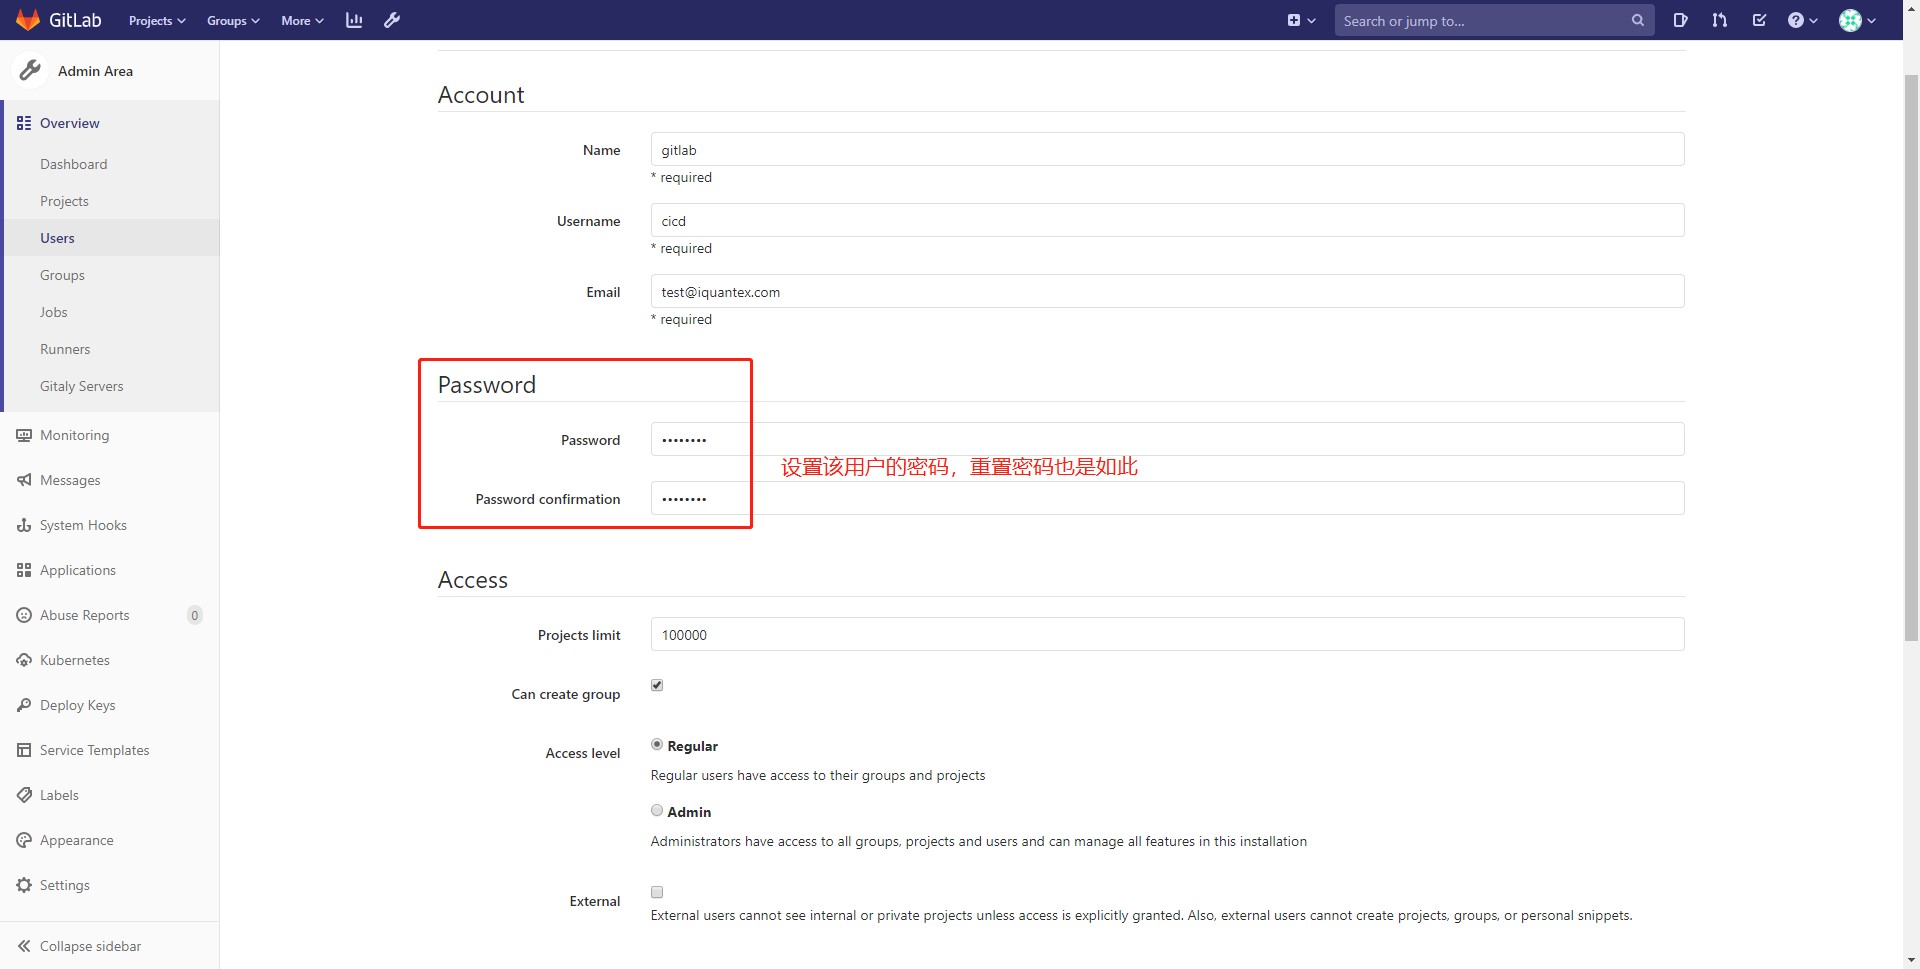 GitLab Projects Groups More Search or jump to...
Admin Area
Overview
Dashboard
Projects
Users
Groups
Jobs
Runners
Gitaly Servers
Monitoring
Messages
System Hooks
Applications
Abuse Reports 0
Kubernetes
Deploy Keys
Service Templates
Labels
Appearance
Settings
Collapse sidebar
Account
Name gitlab
* required
Username cicd
* required
Email test@iquantex.com
* required
Password
Password ••••••••
设置该用户的密码，重置密码也是如此
Password confirmation ••••••••
Access
Projects limit 100000
Can create group
Access level Regular
Regular users have access to their groups and projects
Admin
Administrators have access to all groups, projects and users and can manage all features in this installation
External
External users cannot see internal or private projects unless access is explicitly granted. Also, external users cannot create projects, groups, or personal snippets.